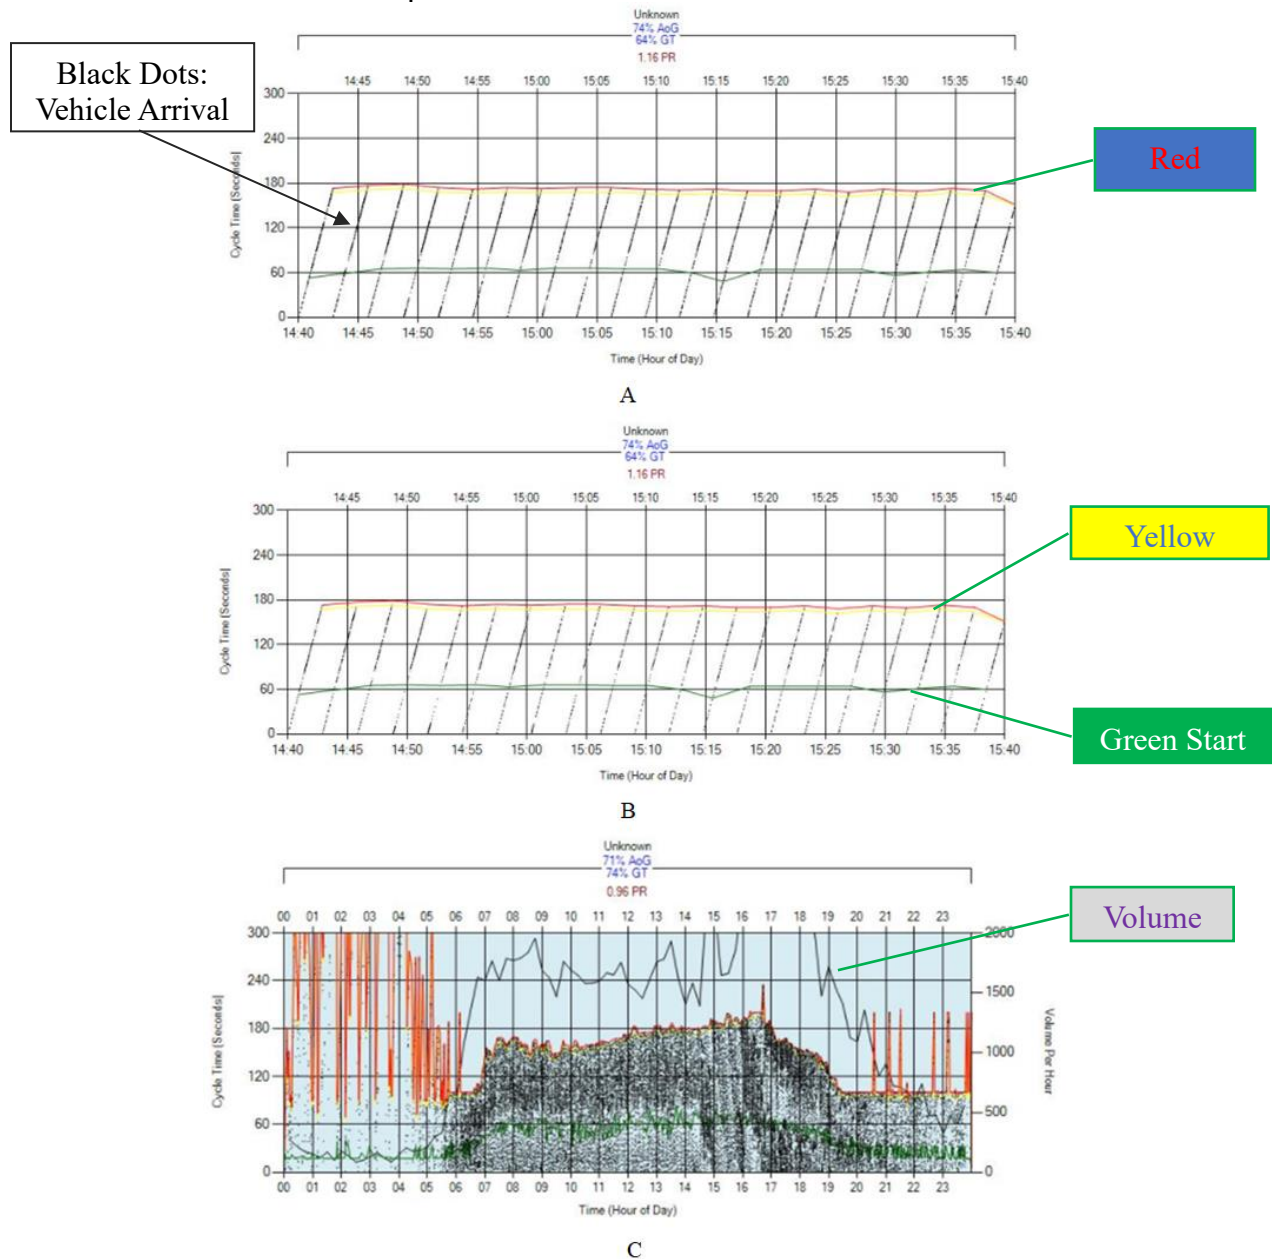 Unknown
74% AoG
64% GT
1.16 PR
Black Dots:
Vehicle Arrival
Red
14:45 14:50 14:55 15:00 15:05 15:10 15:15 15:20 15:25 15:30 15:35 15:40
300
240
180
120
60
0
Cycle Time [Seconds]
14:40 14:45 14:50 14:55 15:00 15:05 15:10 15:15 15:20 15:25 15:30 15:35 15:40
Time (Hour of Day)
A
Unknown
74% AoG
64% GT
1.16 PR
14:45 14:50 14:55 15:00 15:05 15:10 15:15 15:20 15:25 15:30 15:35 15:40
300
240
180
120
60
0
Cycle Time [Seconds]
Yellow
Green Start
14:40 14:45 14:50 14:55 15:00 15:05 15:10 15:15 15:20 15:25 15:30 15:35 15:40
Time (Hour of Day)
B
Unknown
71% AoG
74% GT
0.96 PR
Volume
00 01 02 03 04 05 06 07 08 09 10 11 12 13 14 15 16 17 18 19 20 21 22 23
300
240
180
120
60
0
Cycle Time [Seconds]
2000
1500
1000
500
0
Volume Per Hour
00 01 02 03 04 05 06 07 08 09 10 11 12 13 14 15 16 17 18 19 20 21 22 23
Time (Hour of Day)
C